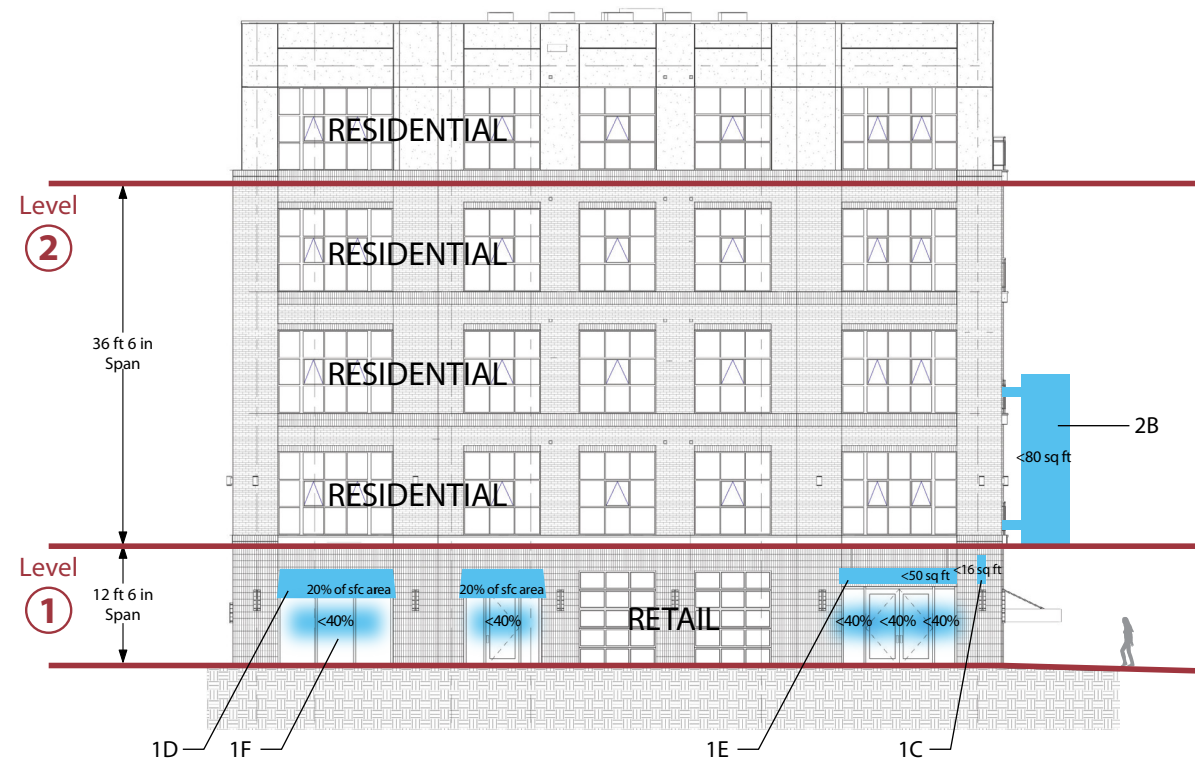 RESIDENTIAL
Level
2
RESIDENTIAL
36 ft 6 in
Span
RESIDENTIAL
2B
<80 sq ft
RESIDENTIAL
Level
1
12 ft 6 in
Span
20% of sfc area
20% of sfc area
<50 sq ft
<16 sq ft
<40%
<40%
RETAIL
<40%
<40%
<40%
1D
1F
1E
1C